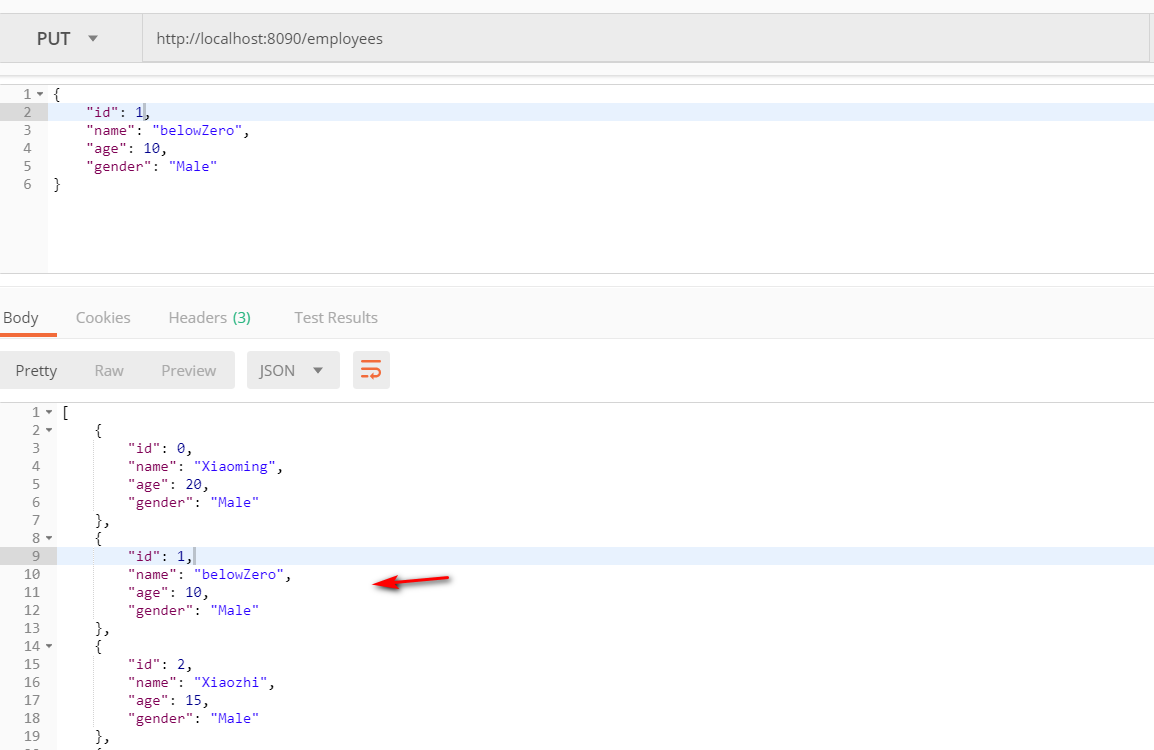 PUT http://localhost:8090/employees
1 {
2 "id": 1,
3 "name": "belowZero",
4 "age": 10,
5 "gender": "Male"
6 }
Body Cookies Headers (3) Test Results
Pretty Raw Preview JSON
1 [
2 {
3 "id": 0,
4 "name": "Xiaoming",
5 "age": 20,
6 "gender": "Male"
7 },
8 {
9 "id": 1,
10 "name": "belowZero",
11 "age": 10,
12 "gender": "Male"
13 },
14 {
15 "id": 2,
16 "name": "Xiaozhi",
17 "age": 15,
18 "gender": "Male"
19 },